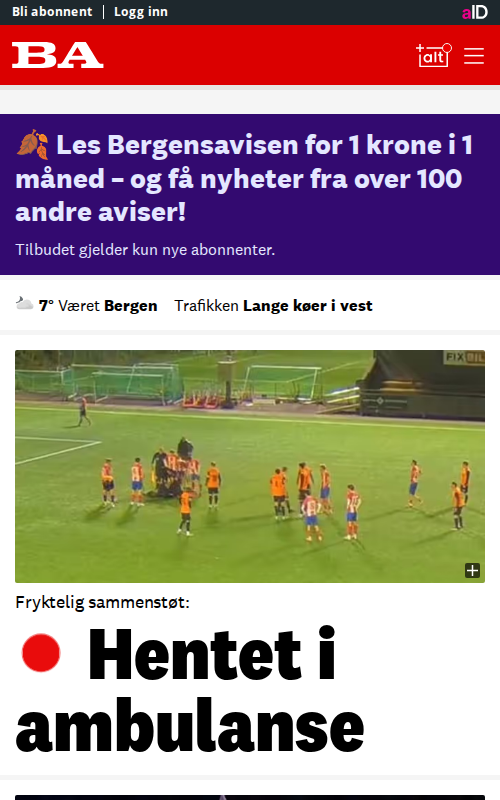 Bli abonnent Logg inn
aID
BA
+alt
🍂 Les Bergensavisen for 1 krone i 1
måned – og få nyheter fra over 100
andre aviser!
Tilbudet gjelder kun nye abonnenter.
7° Været Bergen Trafikken Lange køer i vest
FIX
Fryktelig sammenstøt:
Hentet i
ambulanse